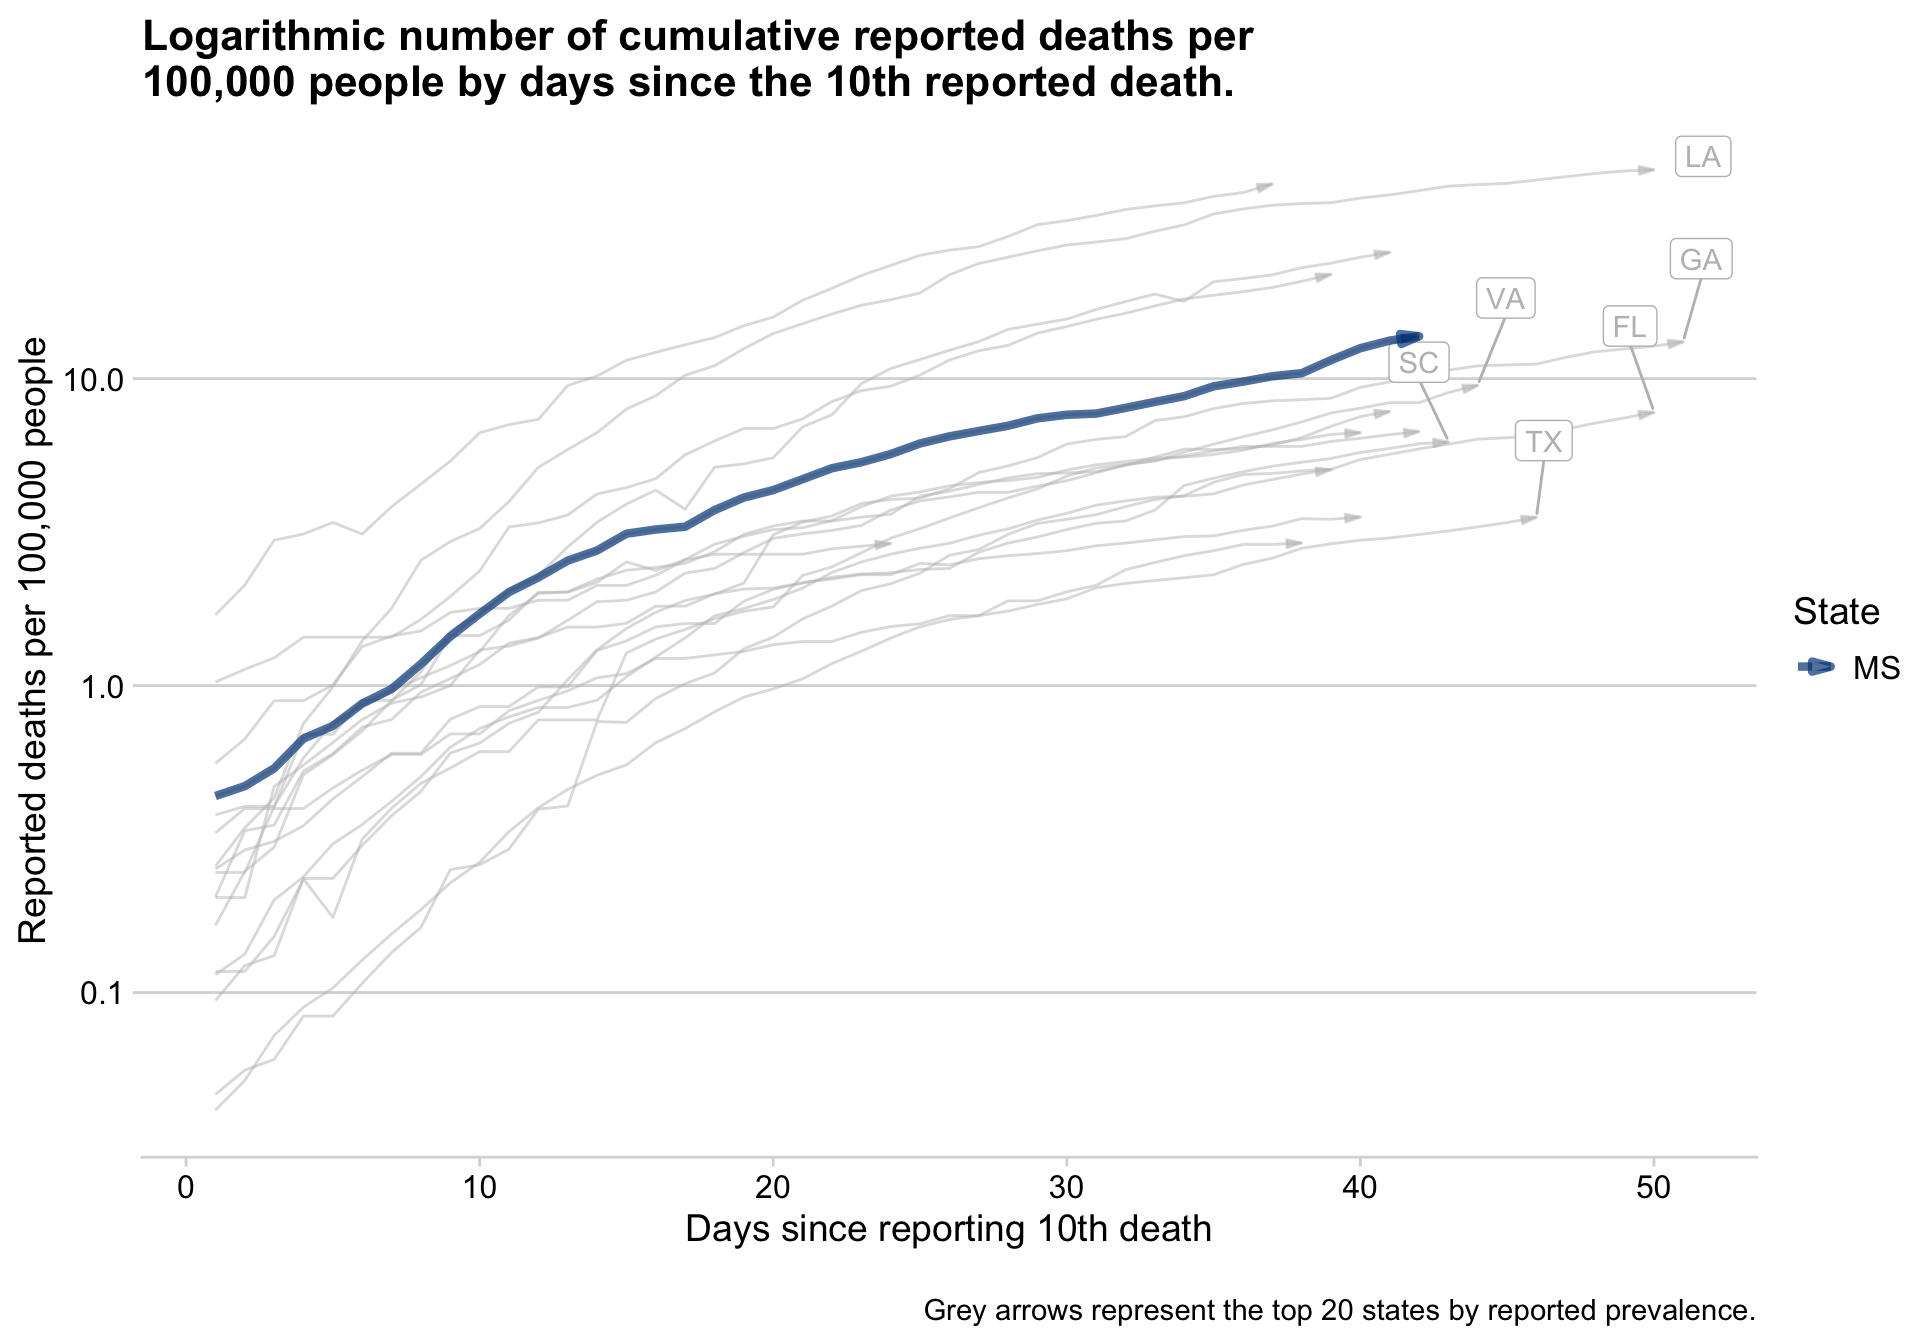 Logarithmic number of cumulative reported deaths per
100,000 people by days since the 10th reported death.
Reported deaths per 100,000 people
10.0
1.0
0.1
LA
GA
VA
FL
SC
TX
State
MS
0 10 20 30 40 50
Days since reporting 10th death
Grey arrows represent the top 20 states by reported prevalence.